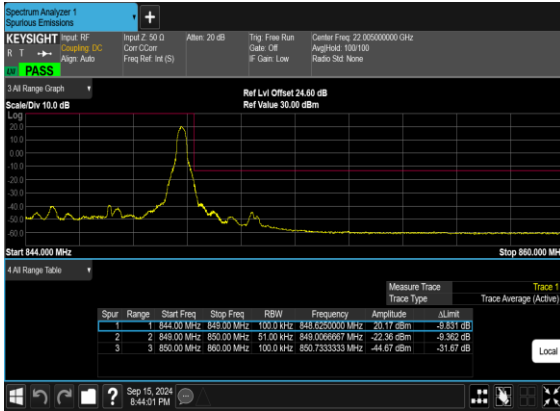 Spectrum Analyzer 1
Spurious Emissions
+
KEYSIGHT
R T
PASS
Input: RF
Coupling: DC
Align: Auto
Input Z: 50 Ω
Corr CCorr
Freq Ref: Int (S)
Atten: 20 dB
Trig: Free Run
Gate: Off
IF Gain: Low
Center Freq: 22.005000000 GHz
Avg|Hold: 100/100
Radio Std: None
3 All Range Graph
Scale/Div 10.0 dB
Ref Lvl Offset 24.60 dB
Ref Value 30.00 dBm
Log
20.0
10.0
0.00
-10.0
-20.0
-30.0
-40.0
-50.0
-60.0
Start 844.000 MHz
Stop 860.000 MH
4 All Range Table
Measure Trace Trace 1
Trace Type Trace Average (Active)
Spur Range Start Freq Stop Freq RBW Frequency Amplitude ΔLimit
1 1 844.00 MHz 849.00 MHz 100.0 kHz 848.6250000 MHz 20.17 dBm -9.831 dB
2 2 849.00 MHz 850.00 MHz 51.00 kHz 849.0066667 MHz -22.36 dBm -9.362 dB
3 3 850.00 MHz 860.00 MHz 100.0 kHz 850.7333333 MHz -44.67 dBm -31.67 dB
Local
?
Sep 15, 2024
8:44:01 PM